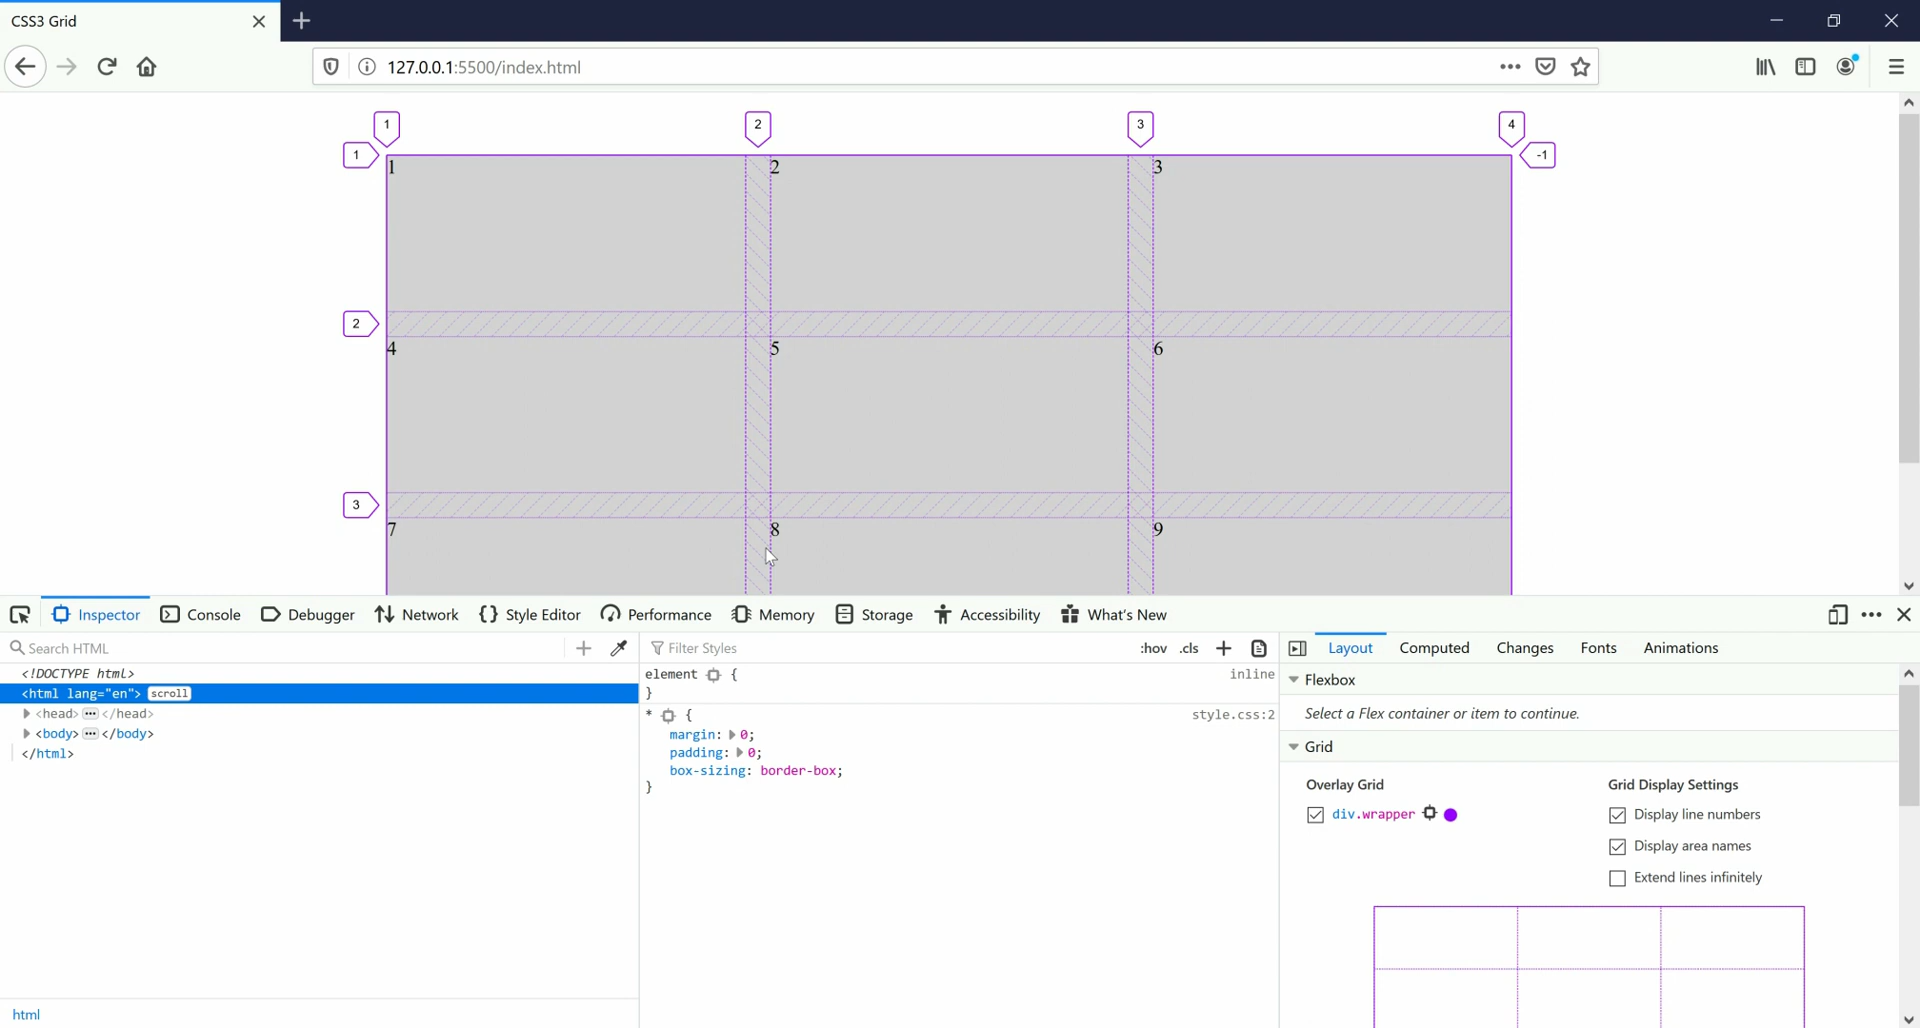 CSS3 Grid
127.0.0.1:5500/index.html
1 2 3 4
1 -1
1 2 3
2
4 5 6
3
7 8 9
Inspector Console Debugger Network Style Editor Performance Memory Storage Accessibility What's New
Search HTML
<!DOCTYPE html>
<html lang="en"> scroll
<head> ••• </head>
<body> ••• </body>
</html>
html
Filter Styles :hov .cls
element { inline
}
* { style.css:2
margin: 0;
padding: 0;
box-sizing: border-box;
}
Layout Computed Changes Fonts Animations
Flexbox
Select a Flex container or item to continue.
Grid
Overlay Grid
div.wrapper
Grid Display Settings
Display line numbers
Display area names
Extend lines infinitely